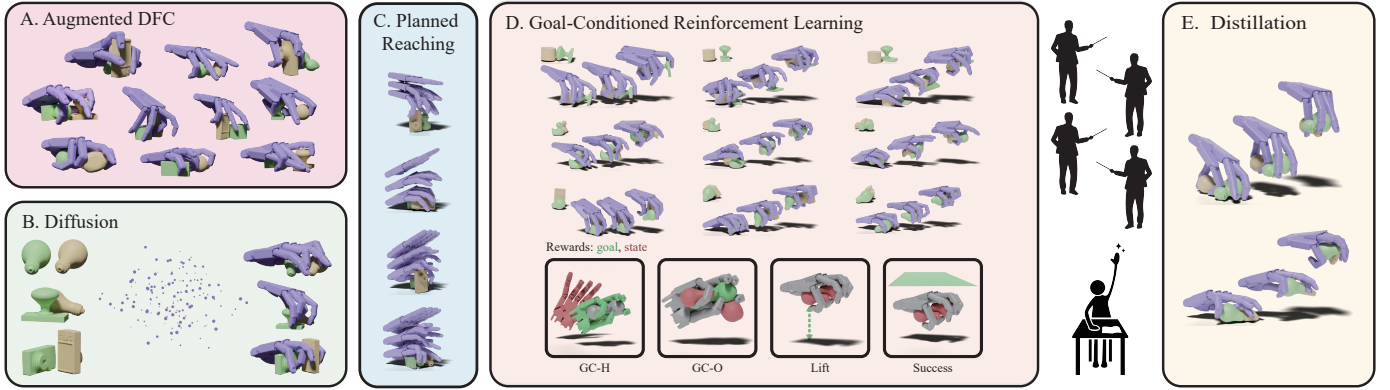 A. Augmented DFC
B. Diffusion
C. Planned
Reaching
D. Goal-Conditioned Reinforcement Learning
Rewards: goal, state
GC-H
GC-O
Lift
Success
E. Distillation